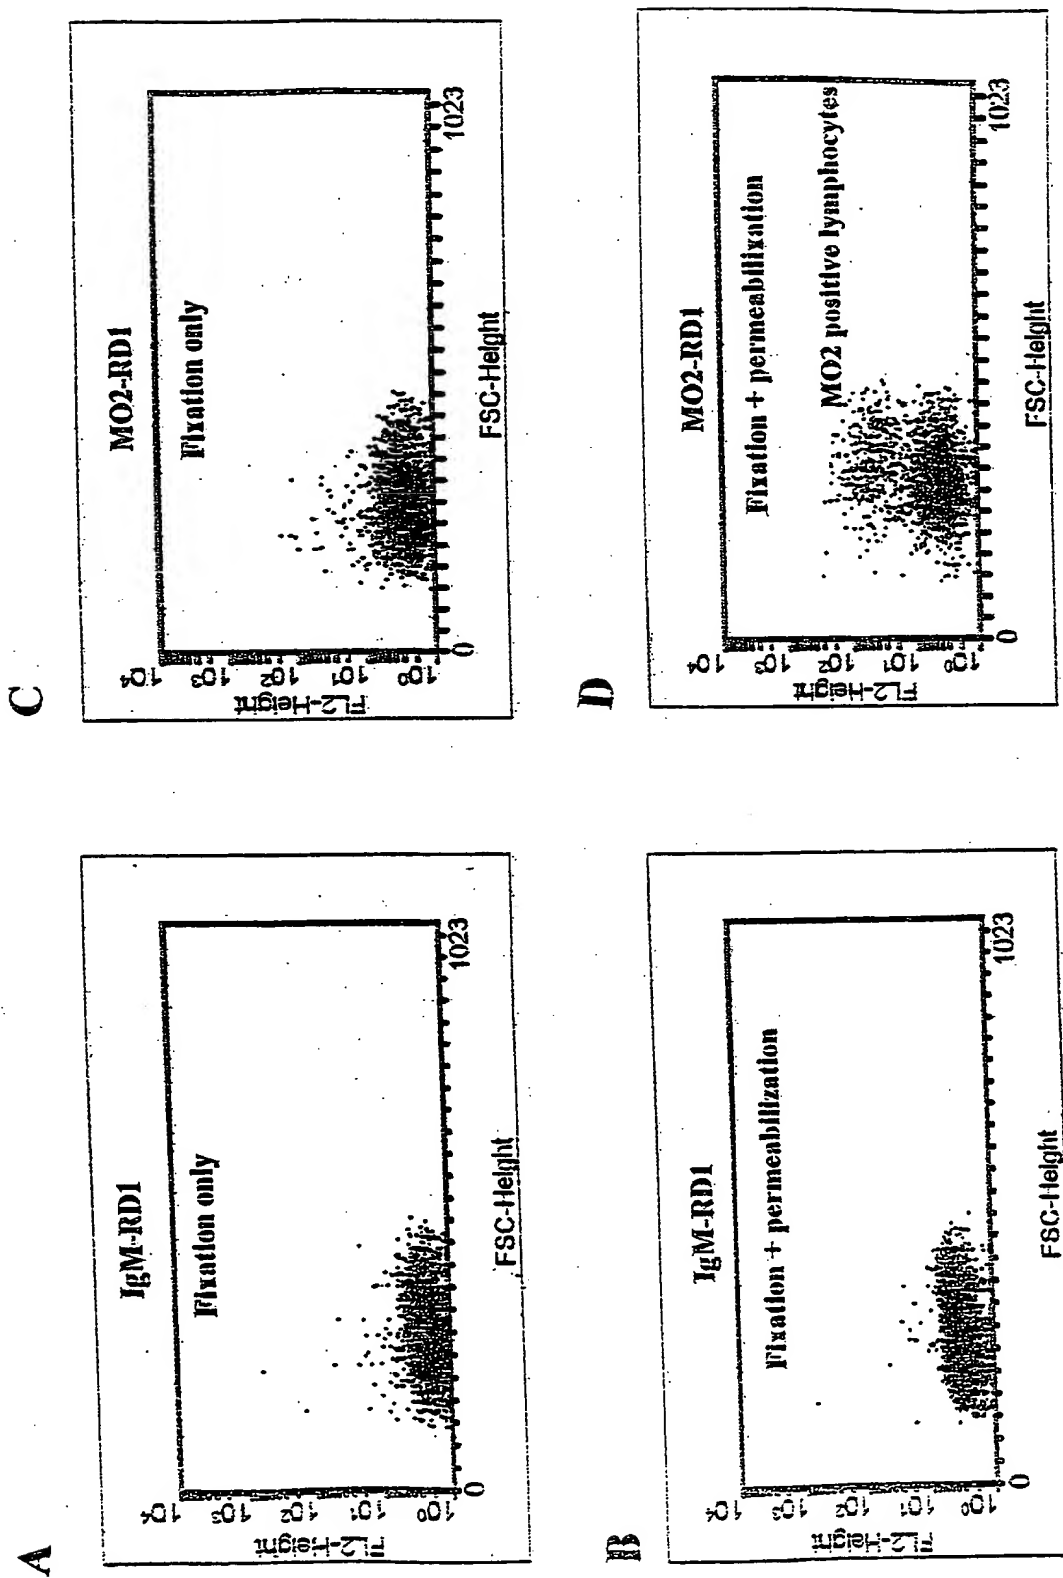 A
IgM-RD1
Fixation only
10⁴
10³
10²
10¹
10⁰
FL2-Height
0
1023
FSC-Height
B
IgM-RD1
Fixation + permeabilization
10⁴
10³
10²
10¹
10⁰
FL2-Height
0
1023
FSC-Height
C
MO2-RD1
Fixation only
10⁴
10³
10²
10¹
10⁰
FL2-Height
0
1023
FSC-Height
D
MO2-RD1
Fixation + permeabilixation
MO2 positive lymphocytes
10⁴
10³
10²
10¹
10⁰
FL2-Height
0
1023
FSC-Height